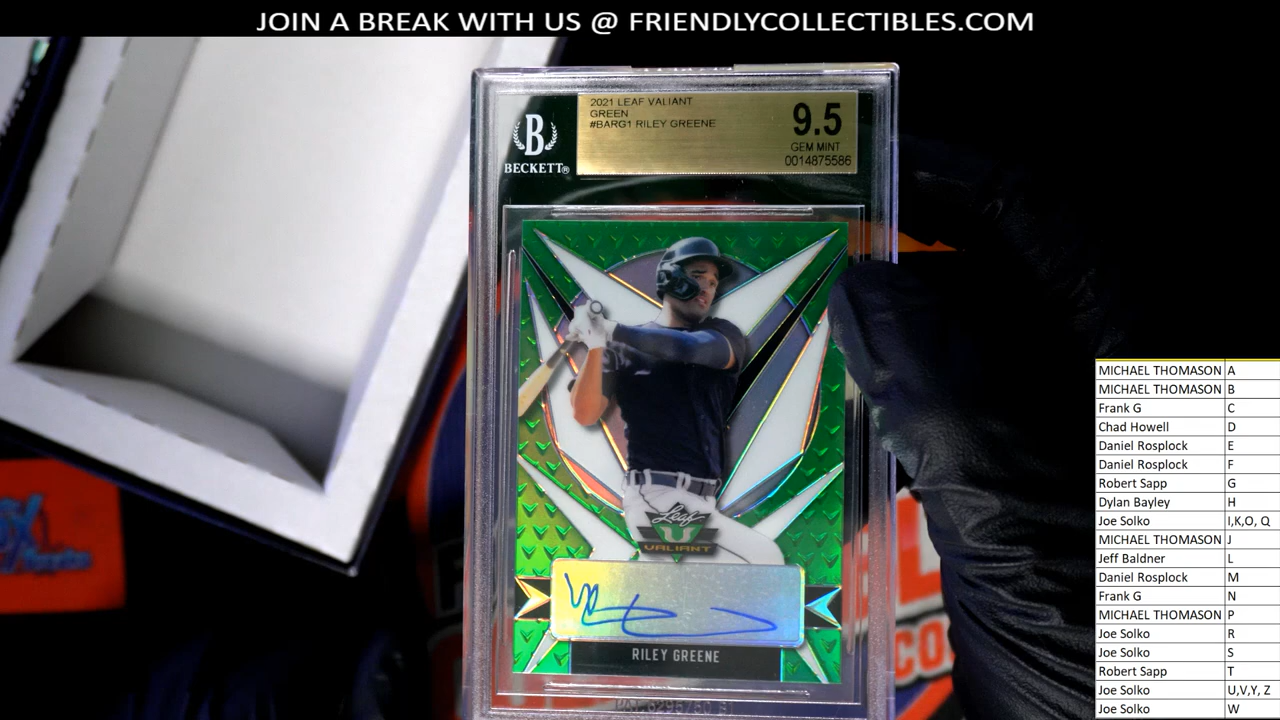 JOIN A BREAK WITH US @ FRIENDLYCOLLECTIBLES.COM
2021 LEAF VALIANT
GREEN
#BARG1 RILEY GREENE
9.5
GEM MINT
0014875586
B
BECKETT®
Leaf
VALIANT
RILEY GREENE
MICHAEL THOMASON A
MICHAEL THOMASON B
Frank G C
Chad Howell D
Daniel Rosplock E
Daniel Rosplock F
Robert Sapp G
Dylan Bayley H
Joe Solko I,K,O, Q
MICHAEL THOMASON J
Jeff Baldner L
Daniel Rosplock M
Frank G N
MICHAEL THOMASON P
Joe Solko R
Joe Solko S
Robert Sapp T
Joe Solko U,V,Y, Z
Joe Solko W